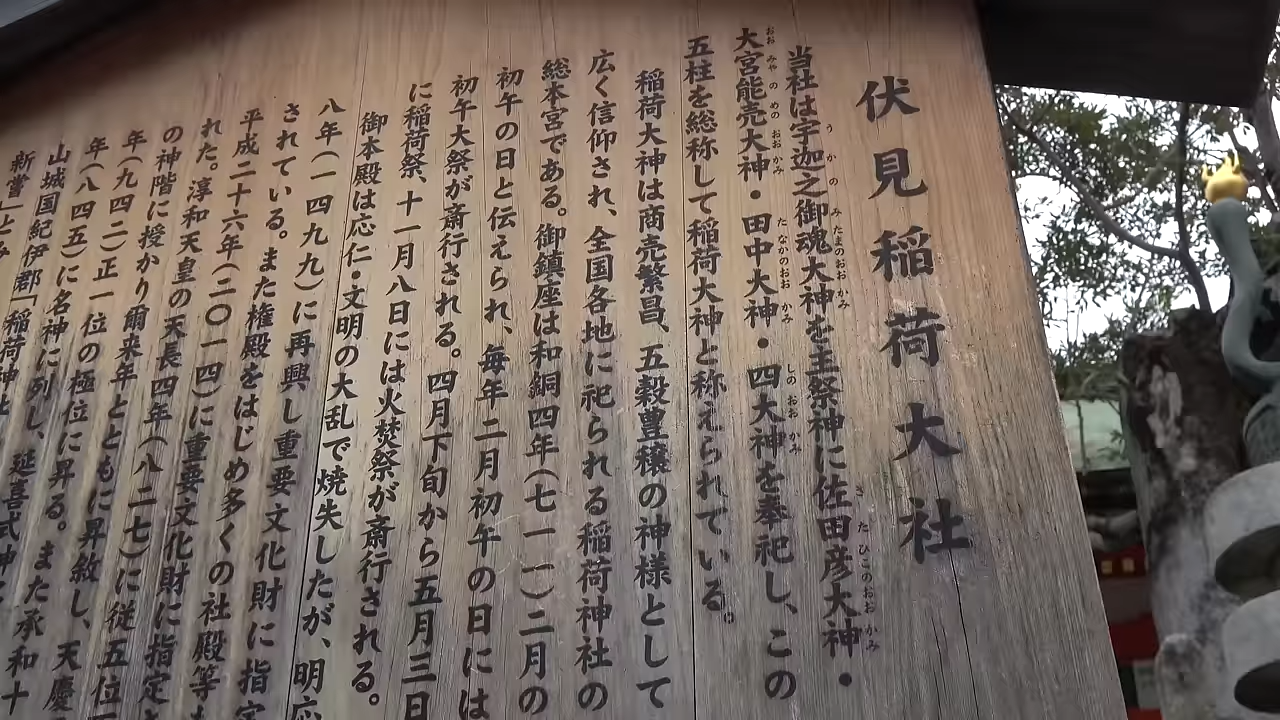 伏見稲荷大社
当社は宇迦之御魂大神を主祭神に佐田彦大神・
大宮能売大神・田中大神・四大神を奉祀し、この
五柱を総称して稲荷大神と称えられている。
稲荷大神は商売繁昌、五穀豊穣の神様として
広く信仰され、全国各地に祀られる稲荷神社の
総本宮である。御鎮座は和銅四年(七一一)二月の
初午の日と伝えられ、毎年二月初午の日には
初午大祭が斎行される。四月下旬から五月三日
に稲荷祭、十一月八日には火焚祭が斎行される。
御本殿は応仁・文明の大乱で焼失したが、明応
八年(一四九九)に再興し重要文化財に指定
されている。また権殿をはじめ多くの社殿等
平成二十六年(二〇一四)に重要文化財に指定
れた。淳和天皇の天長四年(八二七)に従五位
の神階に授かり爾来年とともに昇敘し、天慶
年(九四二)正一位の極位に昇る。また承和十
年(八四五)に名神に列し、延喜式神
山城国紀伊郡「稲荷神社
新嘗」